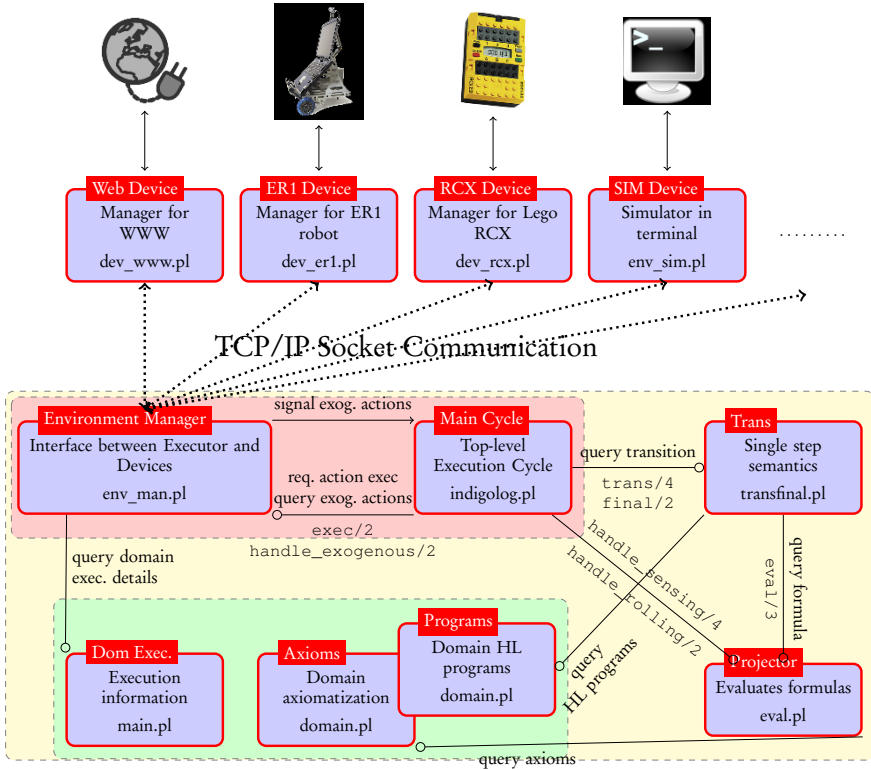 >_
Web Device
Manager for
WWW
dev_www.pl
ER1 Device
Manager for ER1
robot
dev_er1.pl
RCX Device
Manager for Lego
RCX
dev_rcx.pl
SIM Device
Simulator in
terminal
env_sim.pl
.........
TCP/IP Socket Communication
Environment Manager
Interface between Executor and
Devices
env_man.pl
signal exog. actions
req. action exec
query exog. actions
exec/2
handle_exogenous/2
Main Cycle
Top-level
Execution Cycle
indigolog.pl
query transition
trans/4
final/2
Trans
Single step
semantics
transfinal.pl
query domain
exec. details
handle_sensing/4
handle_rolling/2
query formula
eval/3
query
HL programs
Dom Exec.
Execution
information
main.pl
Axioms
Domain
axiomatization
domain.pl
Programs
Domain HL
programs
domain.pl
Projector
Evaluates formulas
eval.pl
query axioms